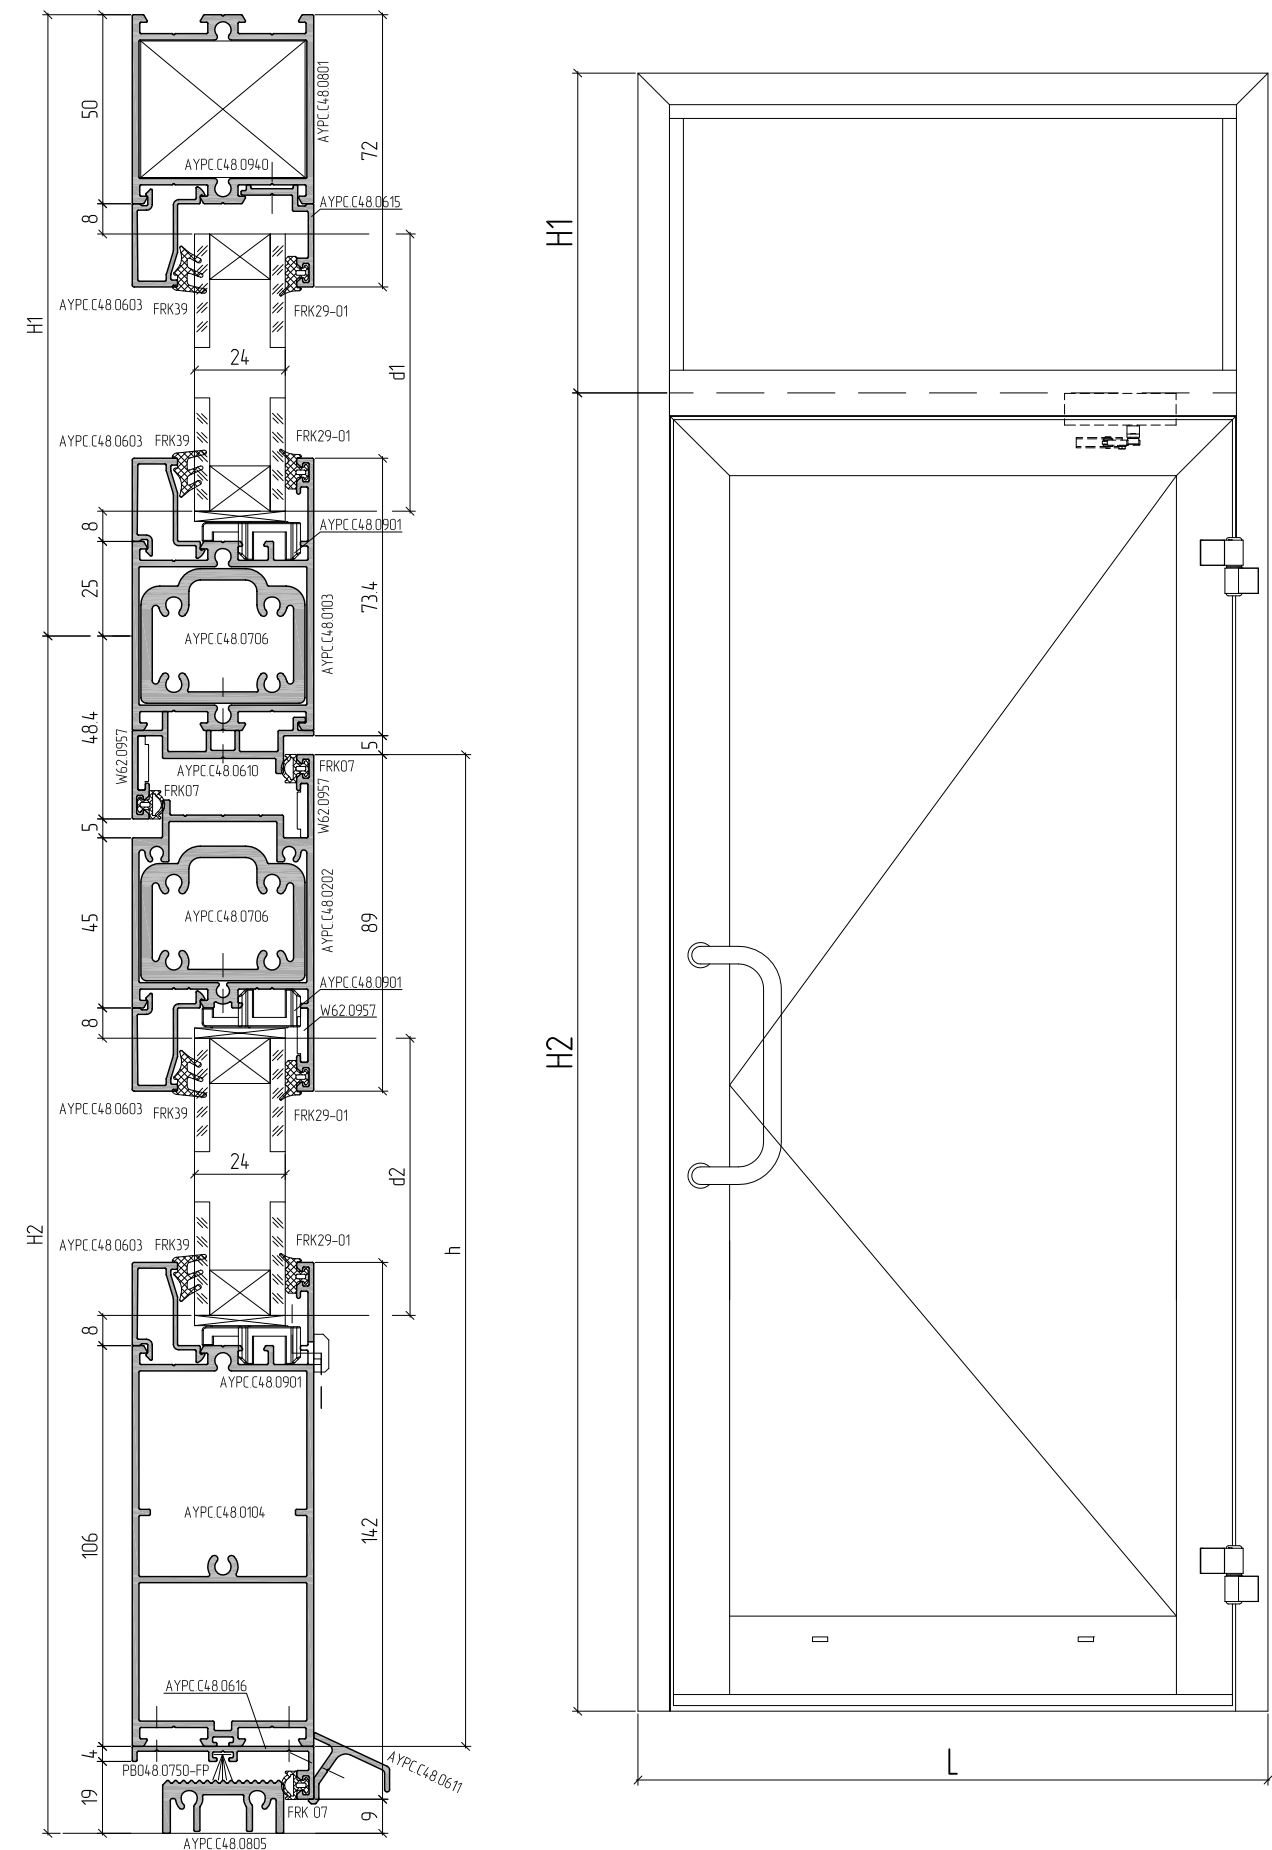 50
AYPC.C48.0801
72
AYPC.C48.0940
8
AYPC.C48.0615
AYPC.C48.0603
FRK39
FRK29-01
H1
24
d1
AYPC.C48.0603
FRK39
FRK29-01
8
AYPC.C48.0901
25
73.4
AYPC.C48.0706
AYPC.C48.0103
48.4
W62.0957
5
AYPC.C48.0610
FRK07
FRK07
W62.0957
5
45
AYPC.C48.0706
AYPC.C48.0202
89
AYPC.C48.0901
8
W62.0957
AYPC.C48.0603
FRK39
FRK29-01
24
d2
H2
h
AYPC.C48.0603
FRK39
FRK29-01
8
AYPC.C48.0901
106
AYPC.C48.0104
142
AYPC.C48.0616
4
PB048.0750-FP
AYPC.C48.0611
19
FRK 07
9
AYPC.C48.0805
H1
H2
L